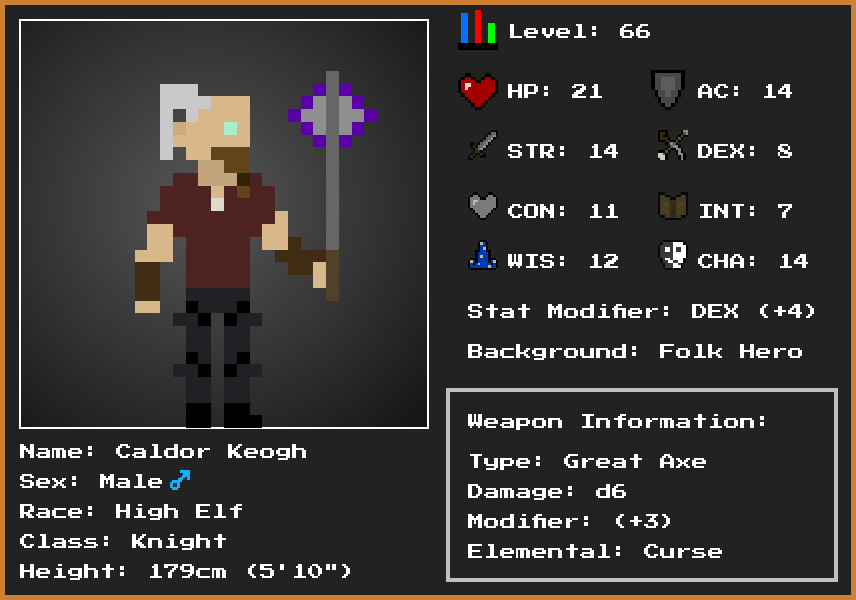 Level: 66
HP: 21 AC: 14
STR: 14 DEX: 8
CON: 11 INT: 7
WIS: 12 CHA: 14
Stat Modifier: DEX (+4)
Background: Folk Hero
Weapon Information:
Type: Great Axe
Damage: d6
Modifier: (+3)
Elemental: Curse
Name: Caldor Keogh
Sex: Male ♂
Race: High Elf
Class: Knight
Height: 179cm (5'10")